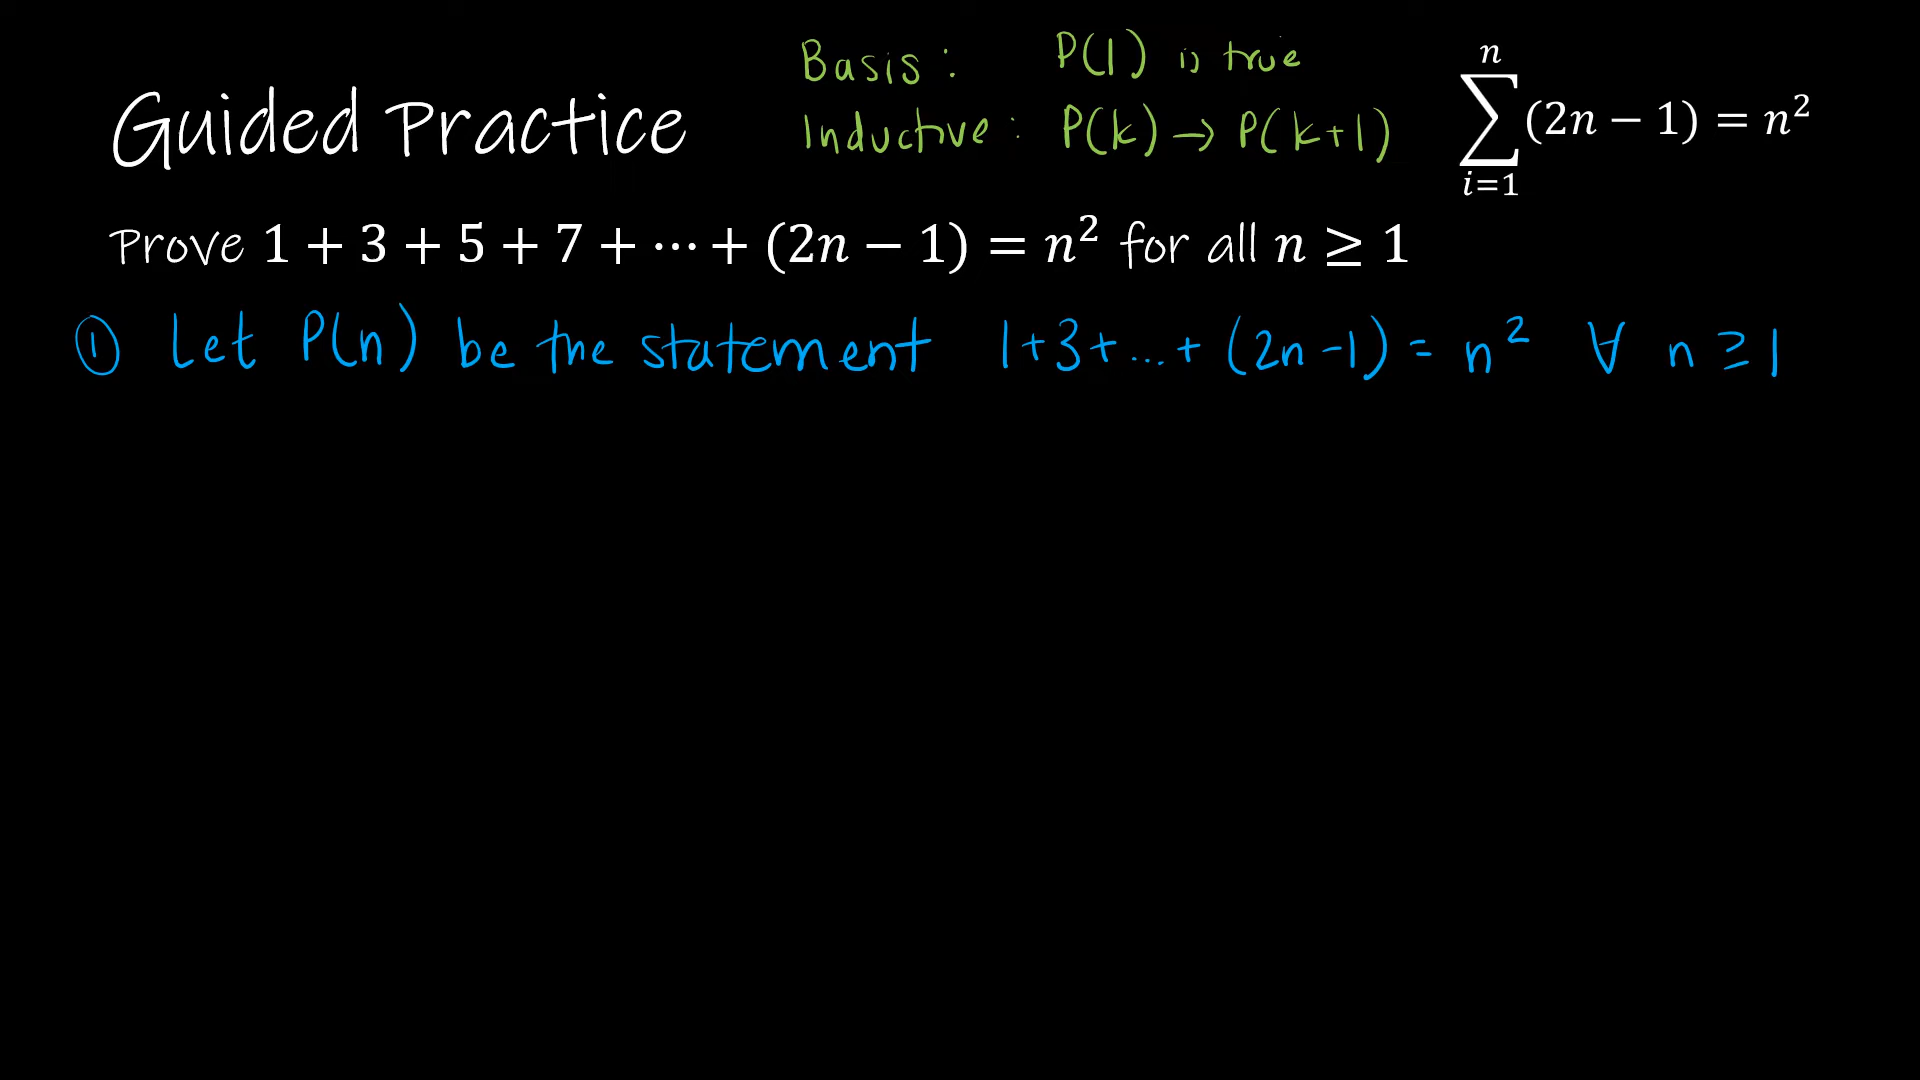 Guided Practice
Basis: P(1) is true
Inductive: P(k) → P(k+1)
n
∑(2n − 1) = n²
i=1
Prove 1 + 3 + 5 + 7 + ⋯ + (2n − 1) = n² for all n ≥ 1
① Let P(n) be the statement 1+3+...+(2n-1) = n² ∀ n ≥ 1